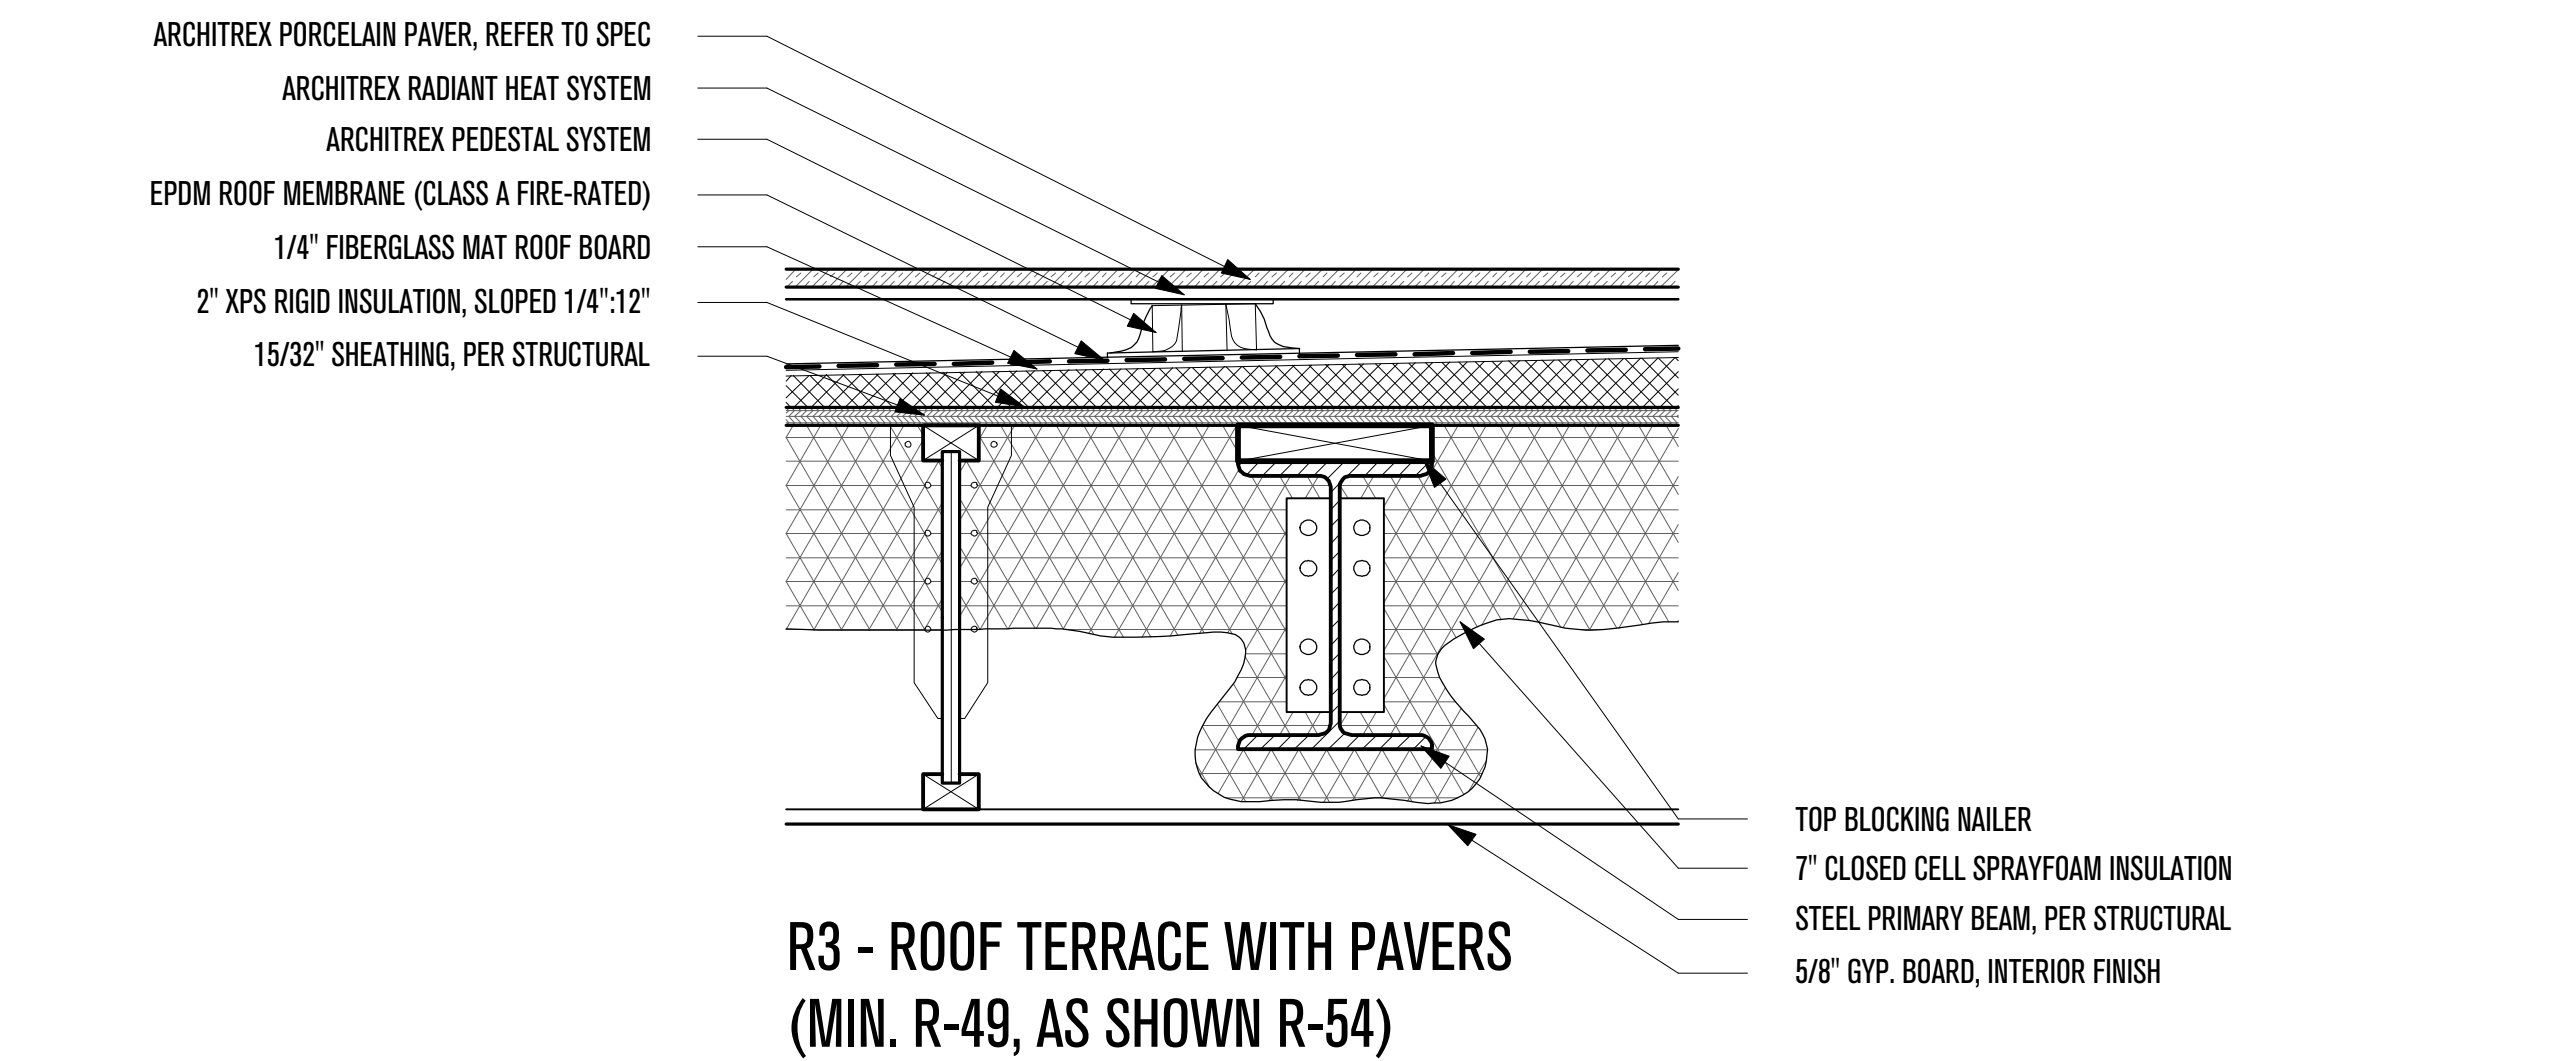 ARCHITREX PORCELAIN PAVER, REFER TO SPEC
ARCHITREX RADIANT HEAT SYSTEM
ARCHITREX PEDESTAL SYSTEM
EPDM ROOF MEMBRANE (CLASS A FIRE-RATED)
1/4" FIBERGLASS MAT ROOF BOARD
2" XPS RIGID INSULATION, SLOPED 1/4":12"
15/32" SHEATHING, PER STRUCTURAL
TOP BLOCKING NAILER
7" CLOSED CELL SPRAYFOAM INSULATION
STEEL PRIMARY BEAM, PER STRUCTURAL
5/8" GYP. BOARD, INTERIOR FINISH
R3 - ROOF TERRACE WITH PAVERS
(MIN. R-49, AS SHOWN R-54)